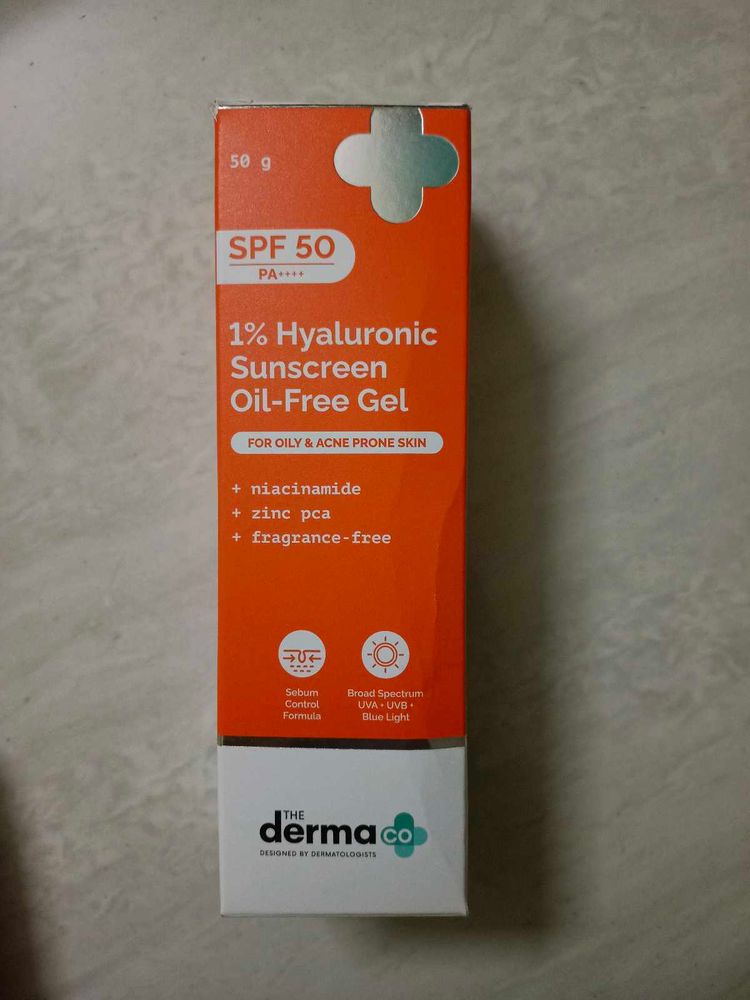 50 g
SPF 50
PA++++
1% Hyaluronic
Sunscreen
Oil-Free Gel
FOR OILY & ACNE PRONE SKIN
+ niacinamide
+ zinc pca
+ fragrance-free
Sebum
Control
Formula
Broad Spectrum
UVA + UVB +
Blue Light
THE
derma co
DESIGNED BY DERMATOLOGISTS